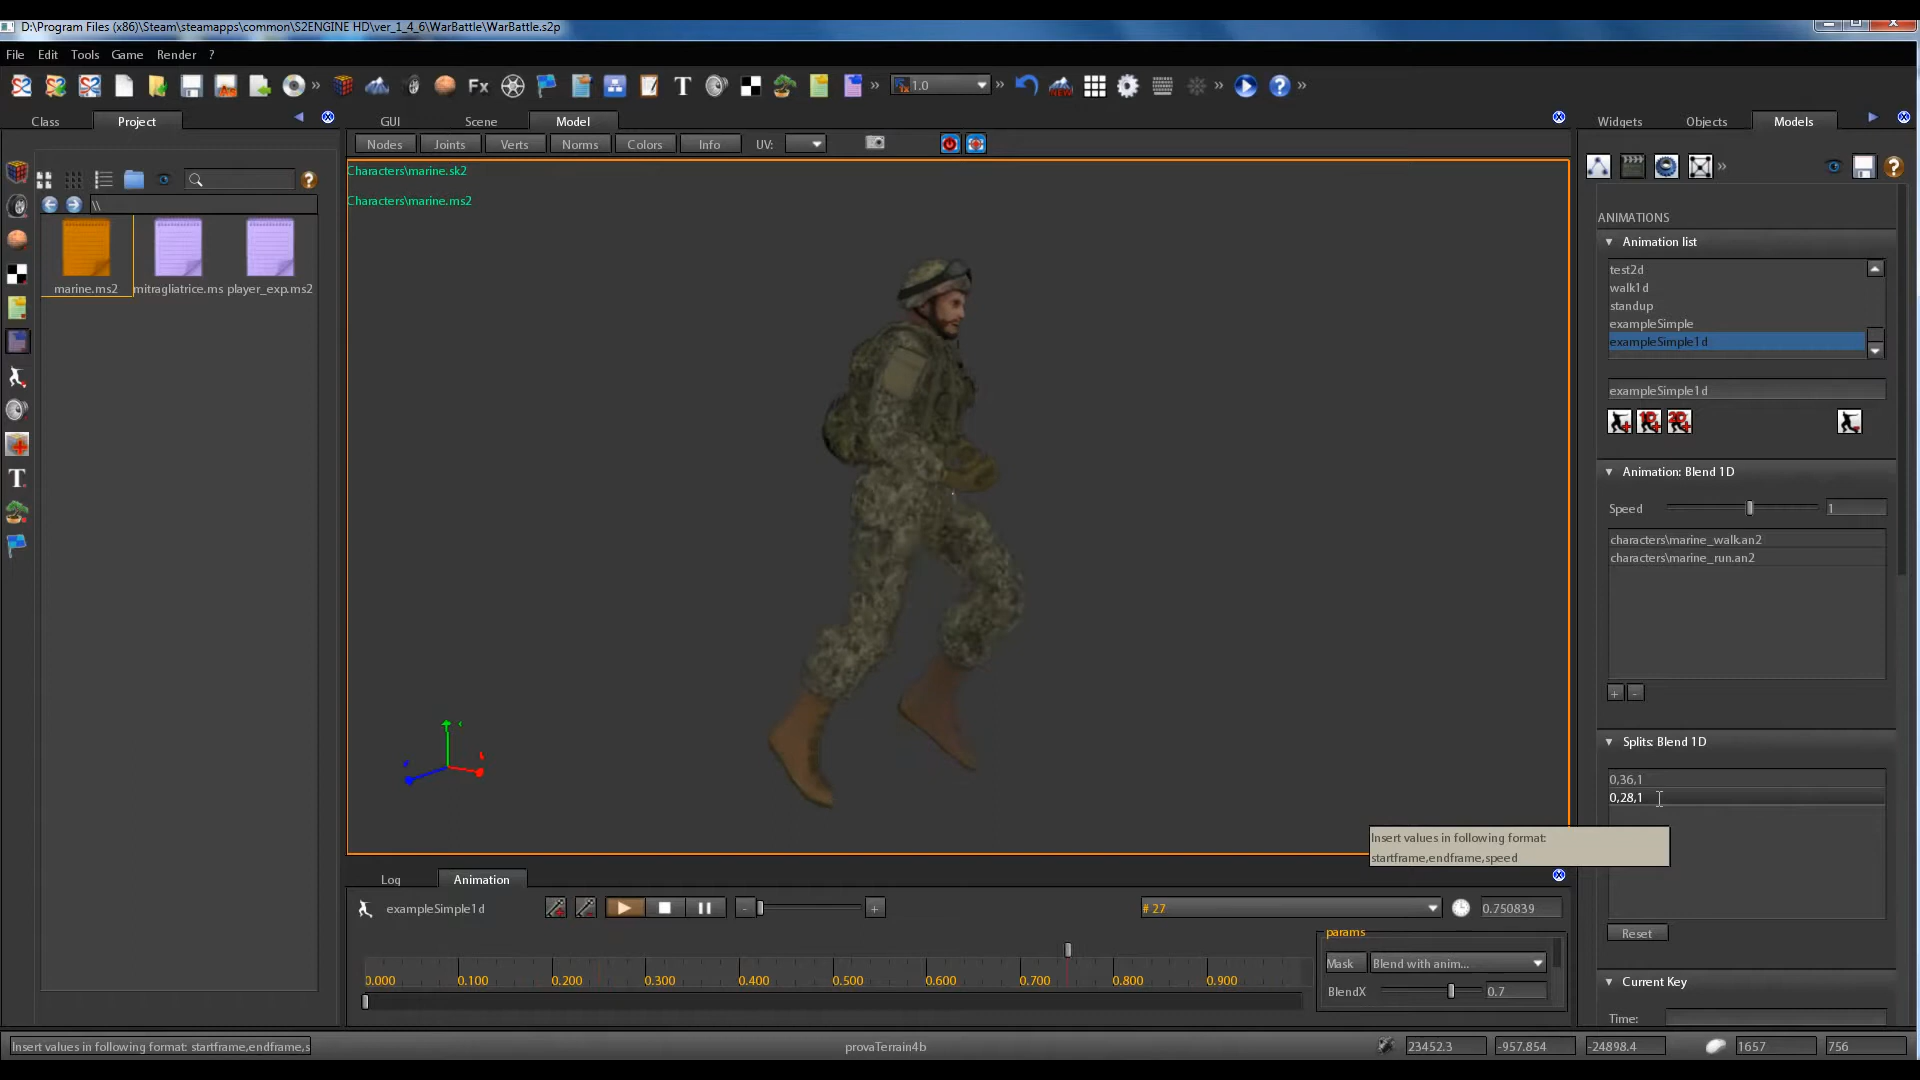 D:\Program Files (x86)\Steam\steamapps\common\S2ENGINE HD\ver_1_4_6\WarBattle\WarBattle.s2p
File Edit Tools Game Render ?
Fx T 1.0
Class Project
GUI Scene Model
Widgets Objects Models
Nodes Joints Verts Norms Colors Info UV:
\\
marine.ms2 mitragliatrice.ms player_exp.ms2
T
Characters\marine.sk2
Characters\marine.ms2
ANIMATIONS
Animation list
test2d
walk1d
standup
exampleSimple
exampleSimple1d
exampleSimple1d
1D 2D
Animation: Blend 1D
Speed 1
characters\marine_walk.an2
characters\marine_run.an2
+ -
Splits: Blend 1D
0,36,1
0,28,1
Insert values in following format:
startframe,endframe,speed
Reset
Current Key
Time:
Log Animation
exampleSimple1d - + # 27 0.750839
0.000 0.100 0.200 0.300 0.400 0.500 0.600 0.700 0.800 0.900
params
Mask Blend with anim...
BlendX 0.7
Insert values in following format: startframe,endframe,s
provaTerrain4b
23452.3 -957.854 -24898.4 1657 756